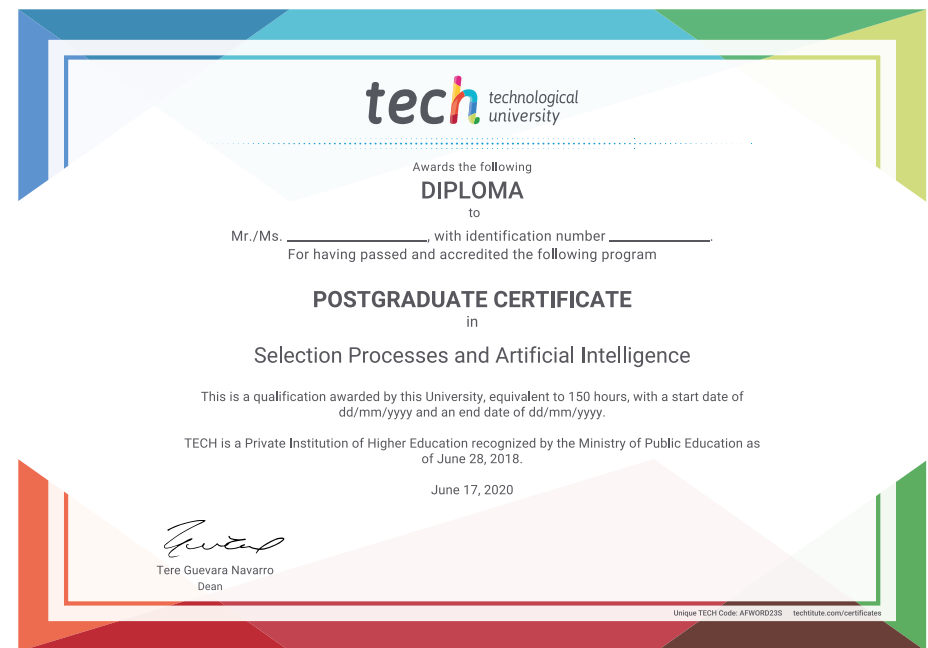 tech technological
university
Awards the following
DIPLOMA
to
Mr./Ms. ____________________, with identification number ______________.
For having passed and accredited the following program
POSTGRADUATE CERTIFICATE
in
Selection Processes and Artificial Intelligence
This is a qualification awarded by this University, equivalent to 150 hours, with a start date of
dd/mm/yyyy and an end date of dd/mm/yyyy.
TECH is a Private Institution of Higher Education recognized by the Ministry of Public Education as
of June 28, 2018.
June 17, 2020
Tere Guevara Navarro
Dean
Unique TECH Code: AFWORD23S techtitute.com/certificates